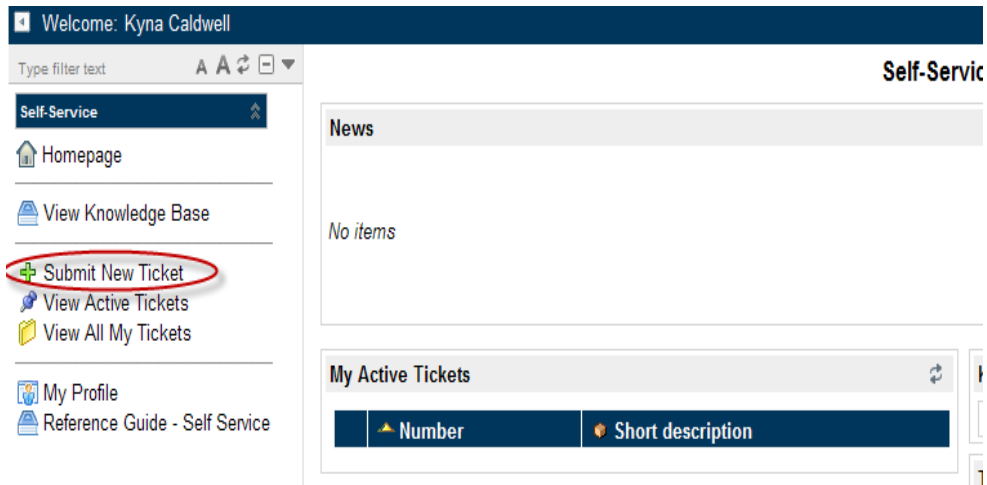 Welcome: Kyna Caldwell
Type filter text A A
Self-Service
Homepage
View Knowledge Base
Submit New Ticket
View Active Tickets
View All My Tickets
My Profile
Reference Guide - Self Service
Self-Servic
News
No items
My Active Tickets
Number Short description